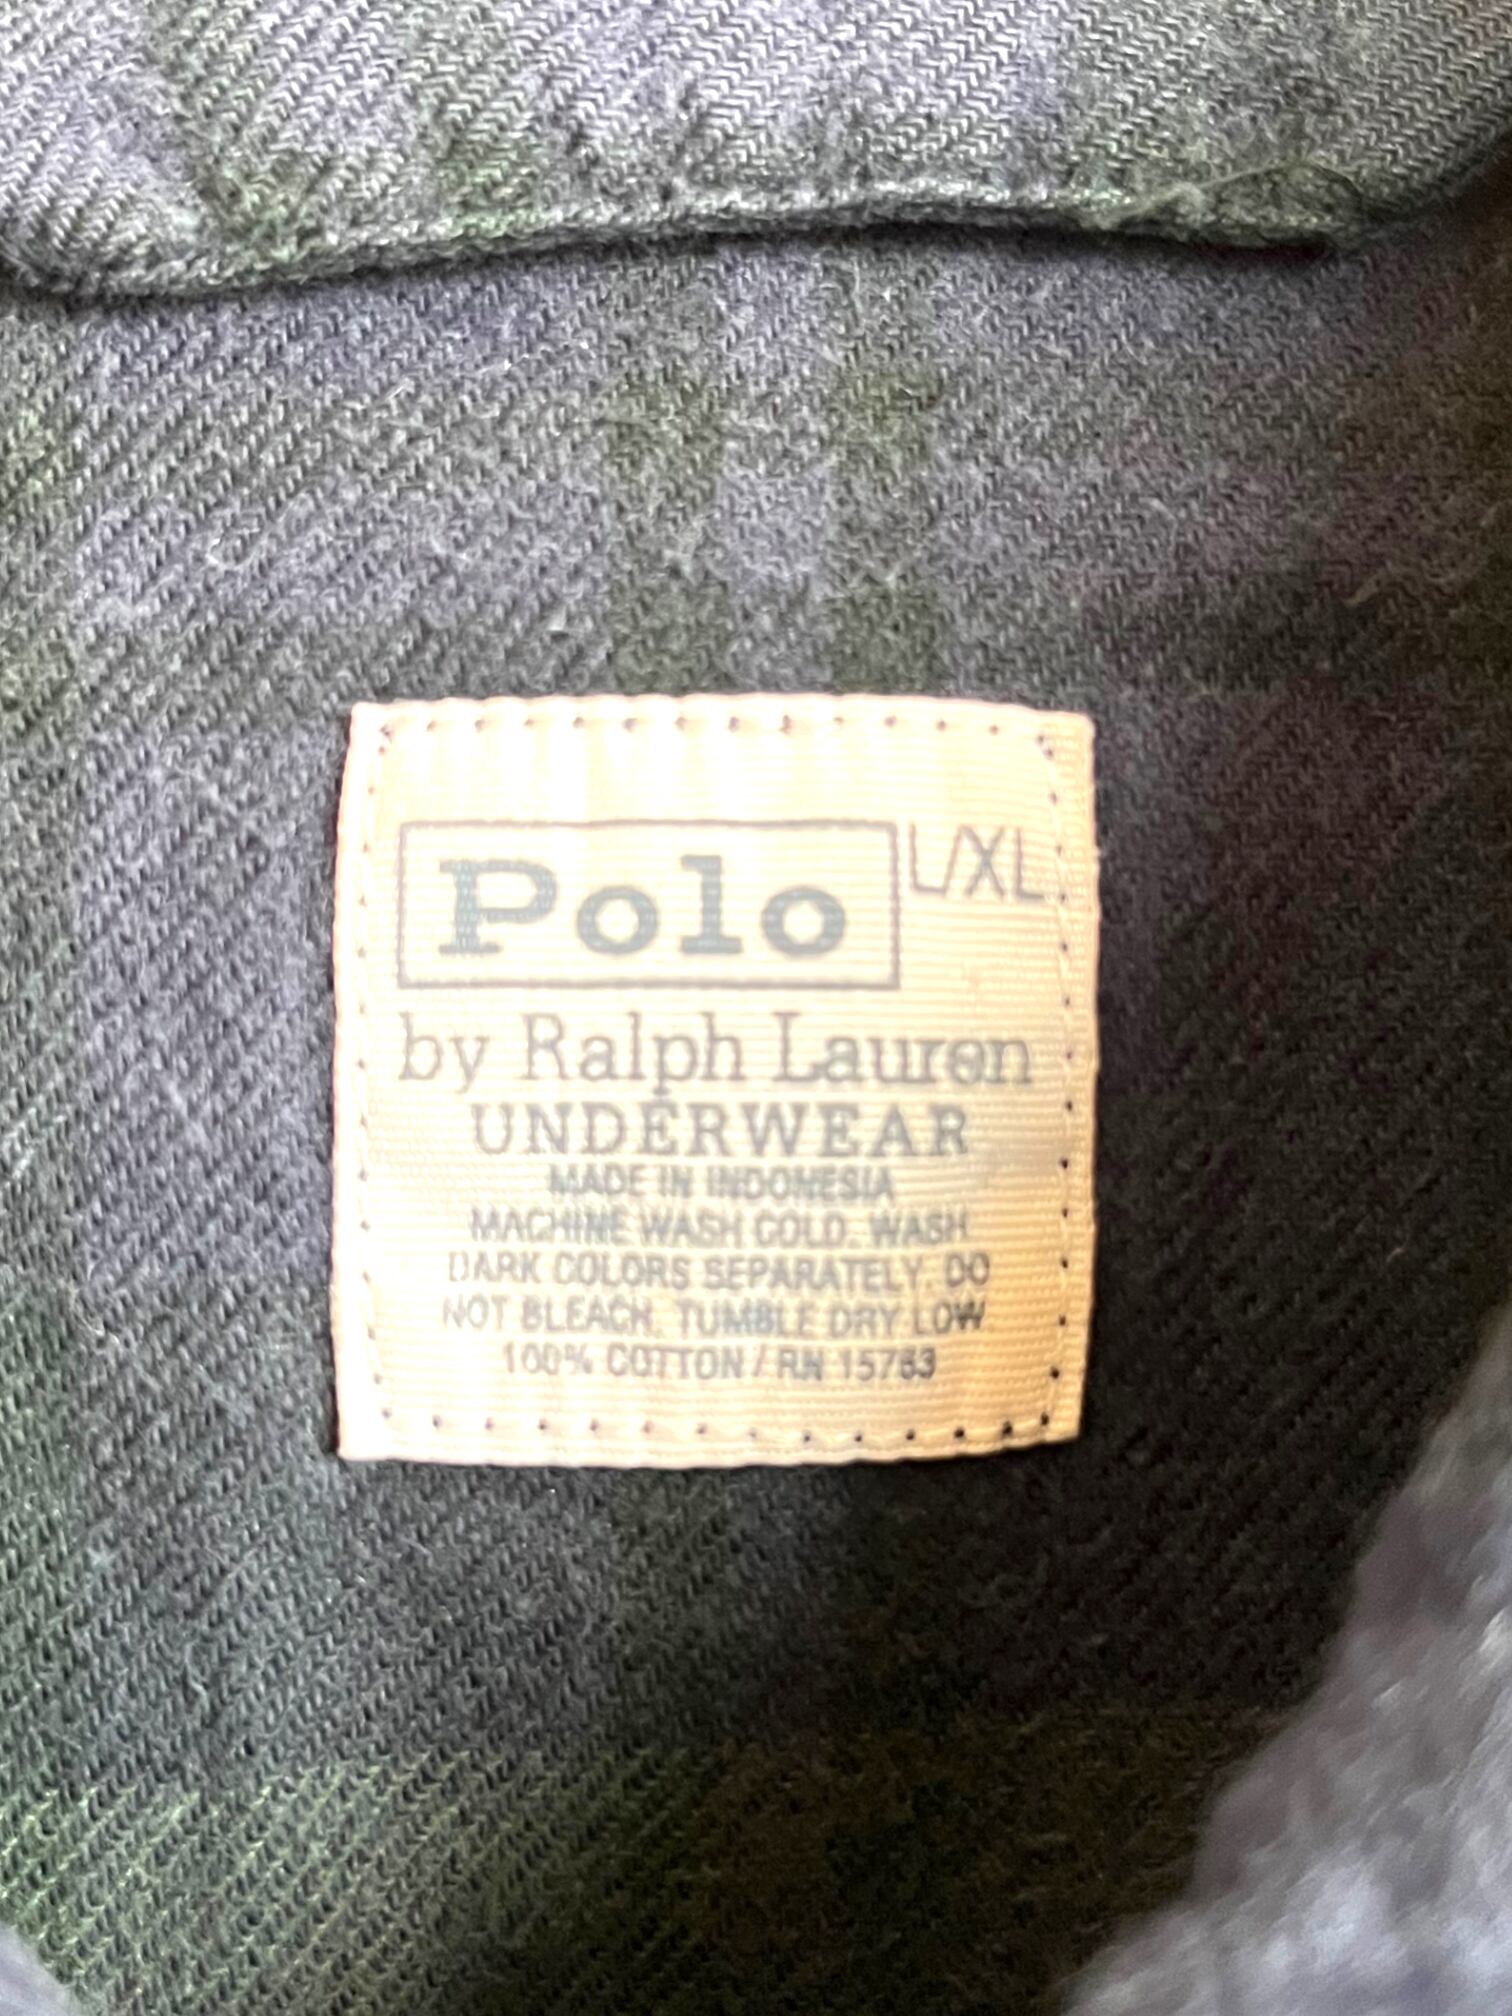 Polo L/XL
by Ralph Lauren
UNDERWEAR
MADE IN INDONESIA
MACHINE WASH COLD. WASH
DARK COLORS SEPARATELY. DO
NOT BLEACH. TUMBLE DRY LOW
100% COTTON / RN 15763